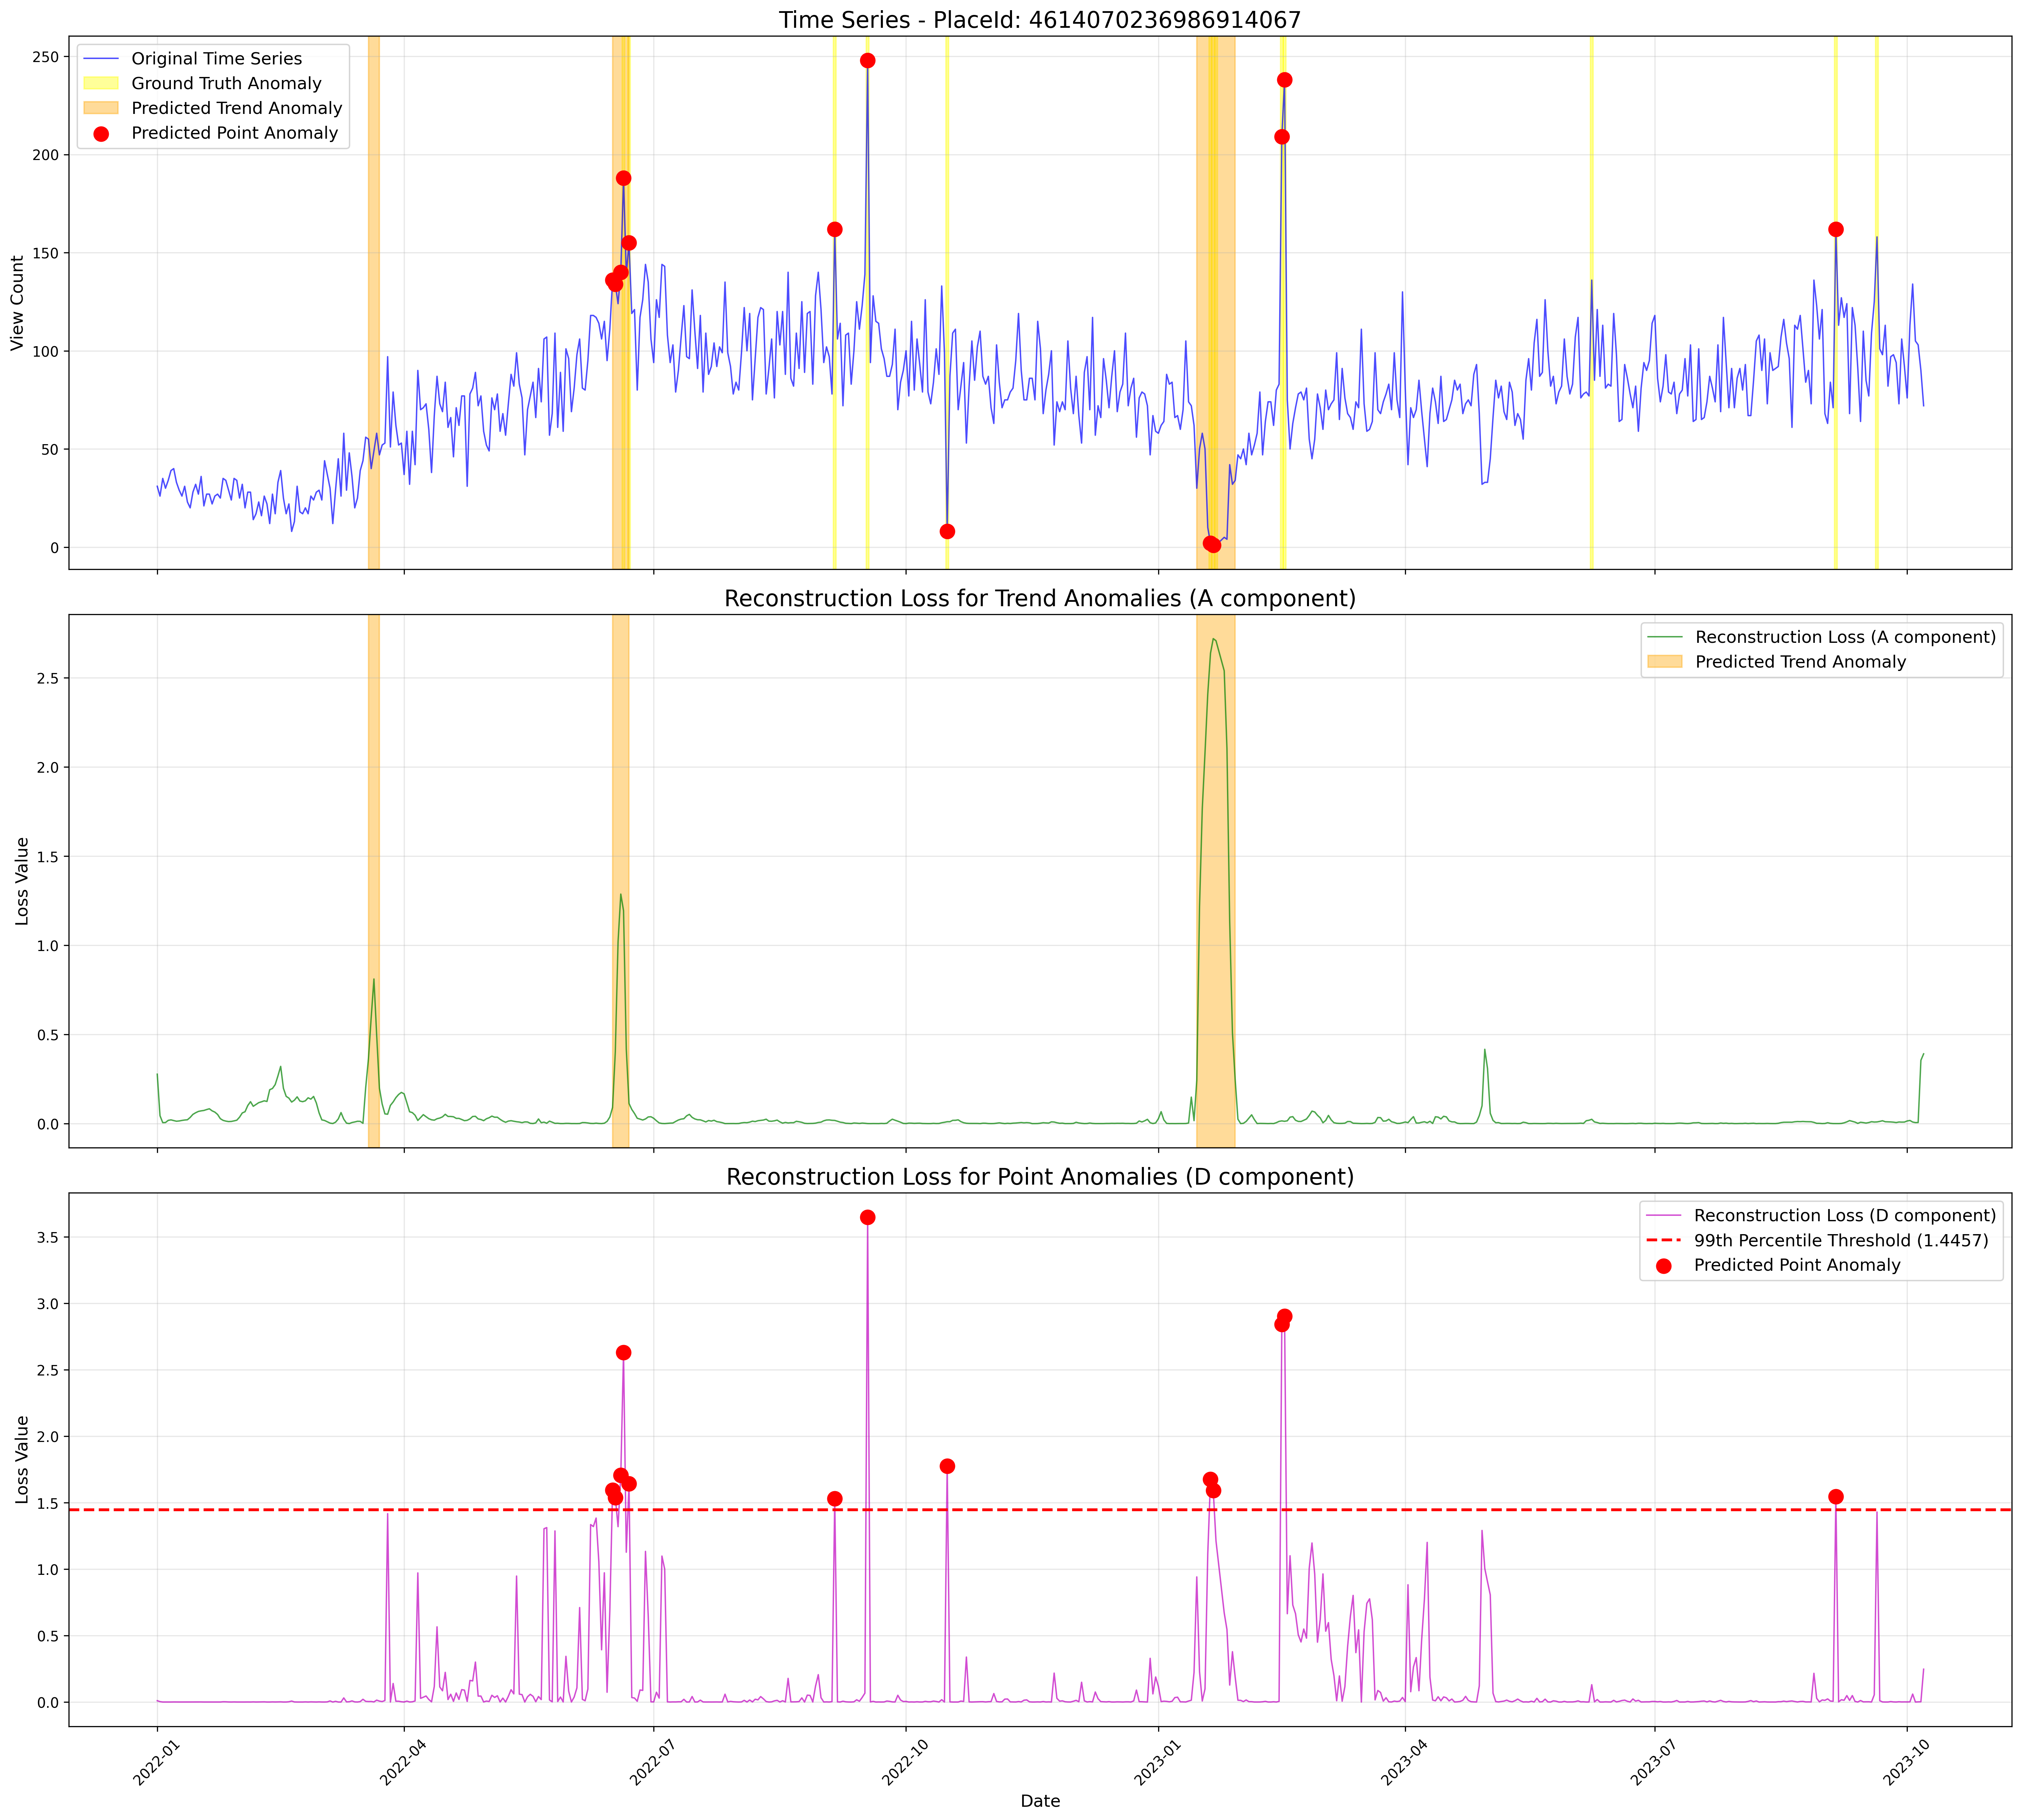 Time Series - PlaceId: 4614070236986914067
View Count
250
200
150
100
50
0
Original Time Series
Ground Truth Anomaly
Predicted Trend Anomaly
Predicted Point Anomaly
Reconstruction Loss for Trend Anomalies (A component)
Loss Value
2.5
2.0
1.5
1.0
0.5
0.0
Reconstruction Loss (A component)
Predicted Trend Anomaly
Reconstruction Loss for Point Anomalies (D component)
Loss Value
3.5
3.0
2.5
2.0
1.5
1.0
0.5
0.0
Reconstruction Loss (D component)
99th Percentile Threshold (1.4457)
Predicted Point Anomaly
2022-01
2022-04
2022-07
2022-10
2023-01
2023-04
2023-07
2023-10
Date